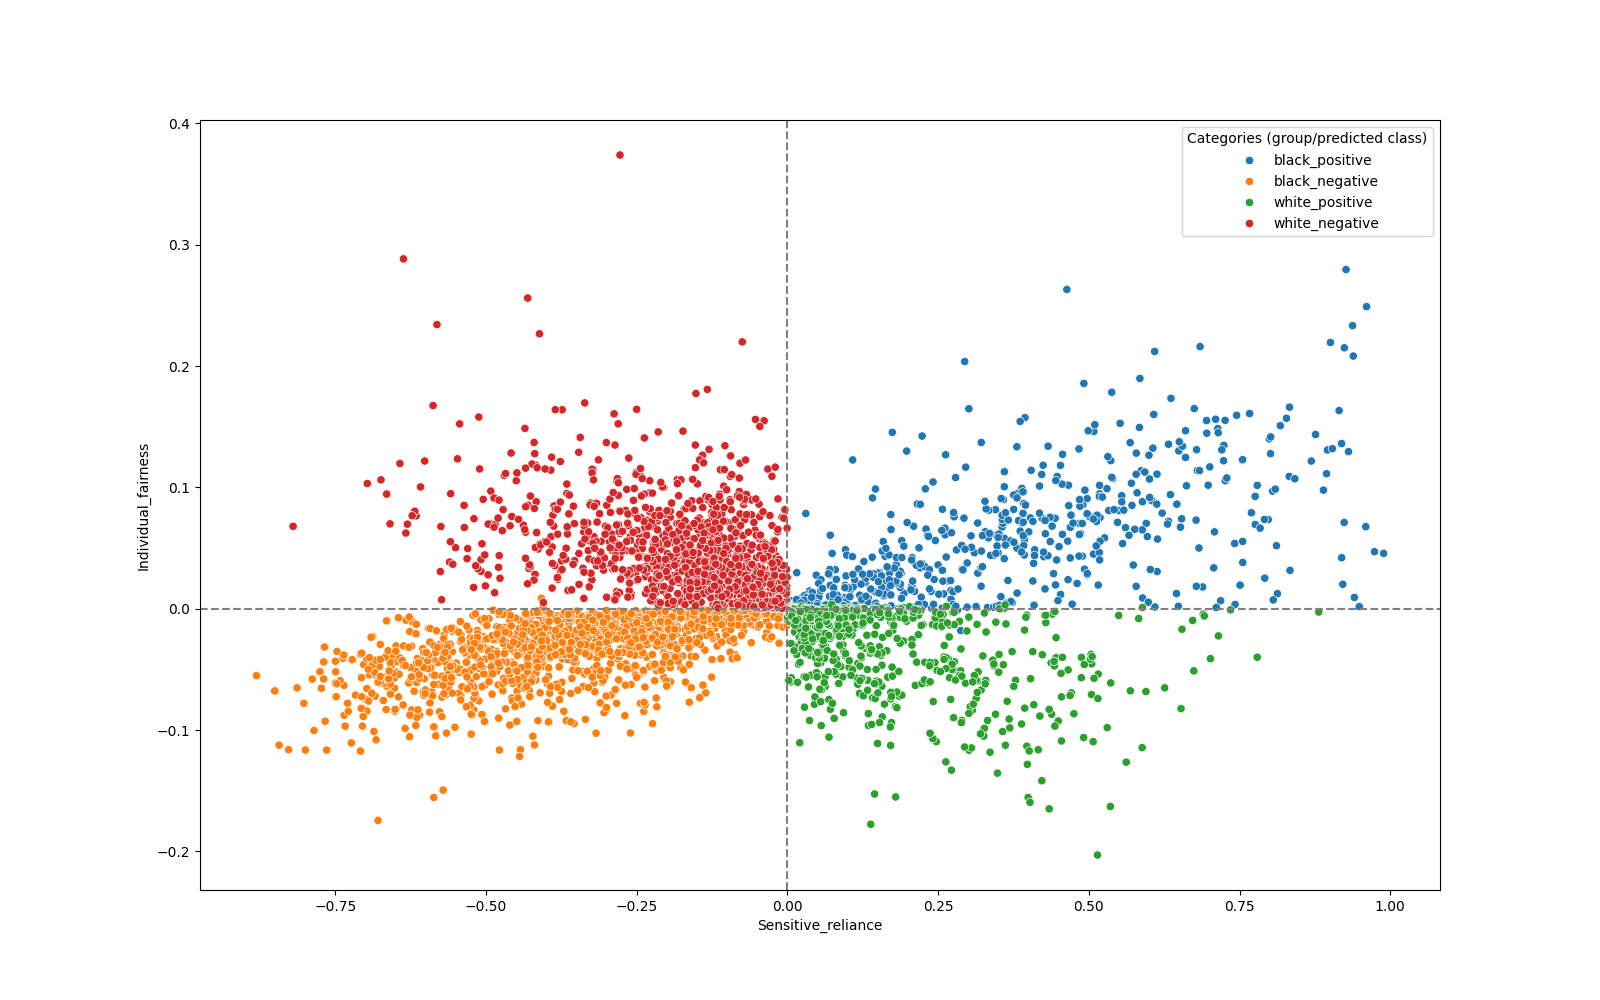 Categories (group/predicted class)
black_positive
black_negative
white_positive
white_negative
0.4
0.3
0.2
0.1
0.0
−0.1
−0.2
Individual_fairness
−0.75
−0.50
−0.25
0.00
0.25
0.50
0.75
1.00
Sensitive_reliance